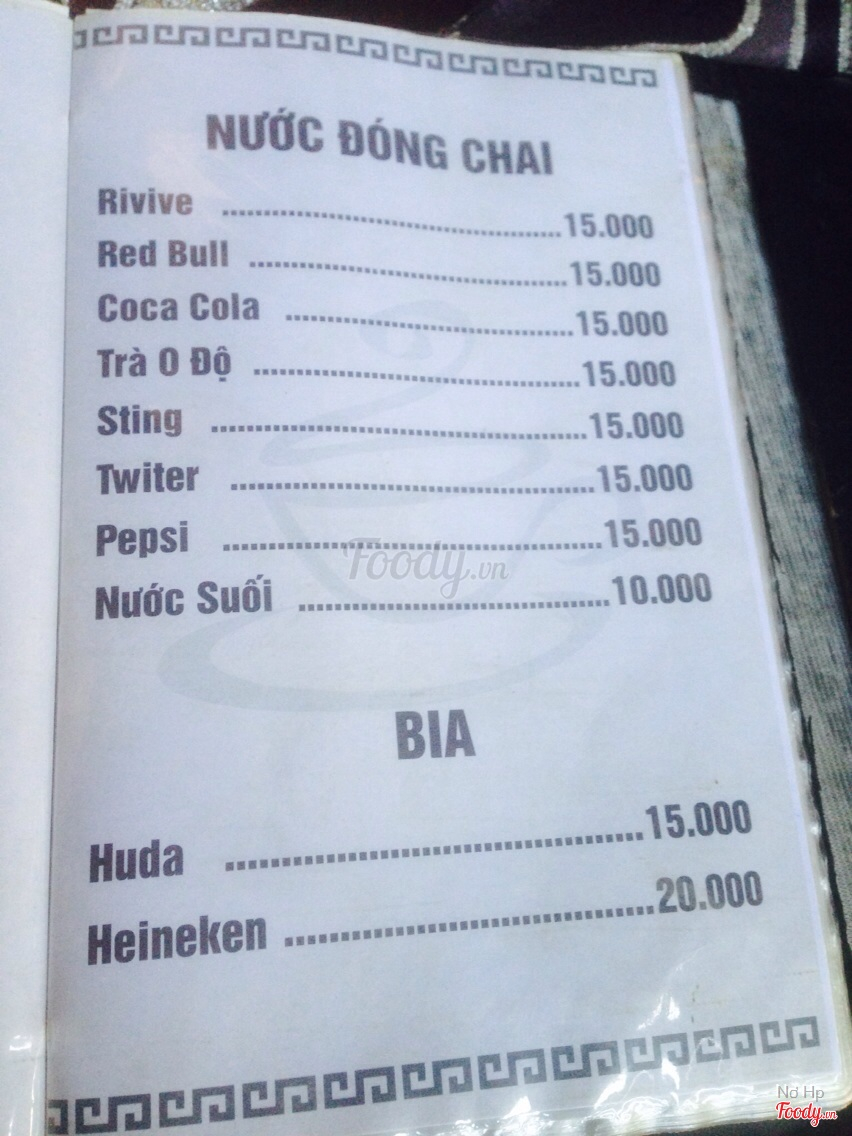 NƯỚC ĐÓNG CHAI
Rivive ........................................ 15.000
Red Bull ........................................ 15.000
Coca Cola ........................................ 15.000
Trà O Độ ........................................ 15.000
Sting ........................................ 15.000
Twiter ........................................ 15.000
Pepsi ........................................ 15.000
Foody.vn
Nước Suối ........................................ 10.000
BIA
Huda ........................................ 15.000
Heineken ........................................ 20.000
Nơ Hp
Foody.vn